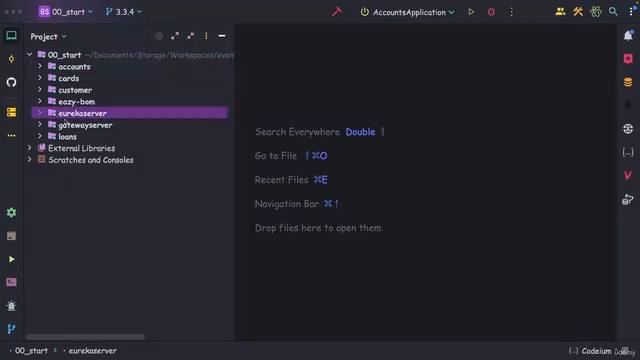 GS 00_start 3.3.4 AccountsApplication
Project
00_start ~/Documents/Storage/Workspaces/even
accounts
cards
customer
eazy-bom
eurekaserver
gatewayserver
loans
External Libraries
Scratches and Consoles
Search Everywhere Double ⇧
Go to File ⇧⌘O
Recent Files ⌘E
Navigation Bar ⌘↑
Drop files here to open them
00_start eurekaserver {..} Codeium